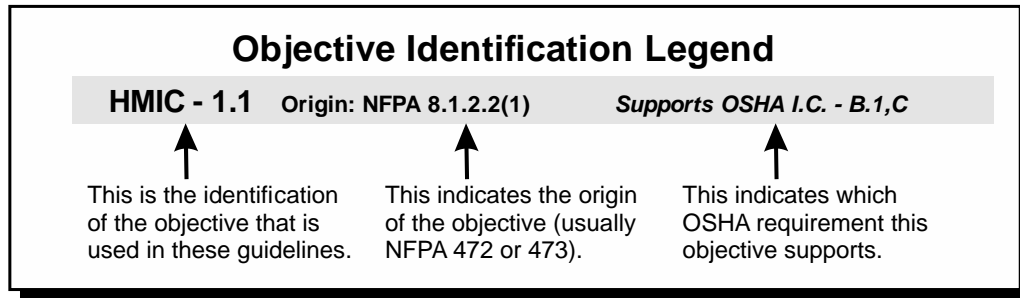 Objective Identification Legend
HMIC - 1.1 Origin: NFPA 8.1.2.2(1) Supports OSHA I.C. - B.1,C
This is the identification
of the objective that is
used in these guidelines.
This indicates the origin
of the objective (usually
NFPA 472 or 473).
This indicates which
OSHA requirement this
objective supports.